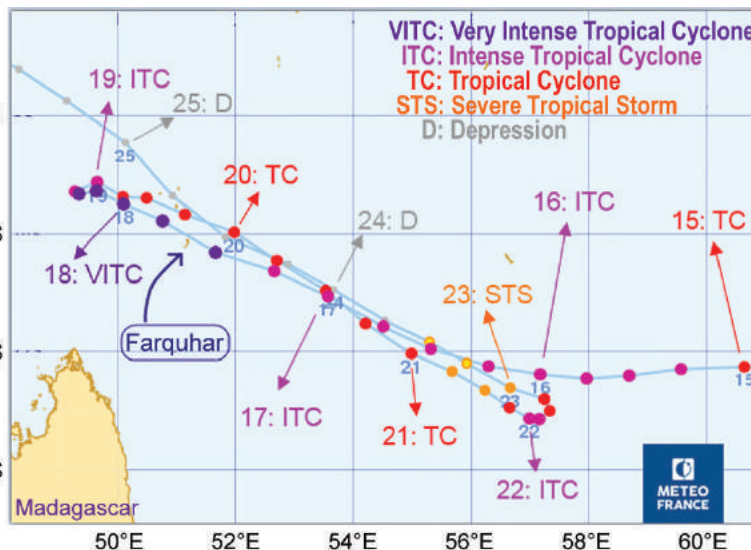 VITC: Very Intense Tropical Cyclone
ITC: Intense Tropical Cyclone
TC: Tropical Cyclone
STS: Severe Tropical Storm
D: Depression
19: ITC
25: D
25
20: TC
16: ITC
15: TC
19
18
20
24: D
18: VITC
23: STS
24
17
Farquhar
21
16
15
23
17: ITC
21: TC
22
22: ITC
METEO
FRANCE
Madagascar
S
S
S
50°E
52°E
54°E
56°E
58°E
60°E